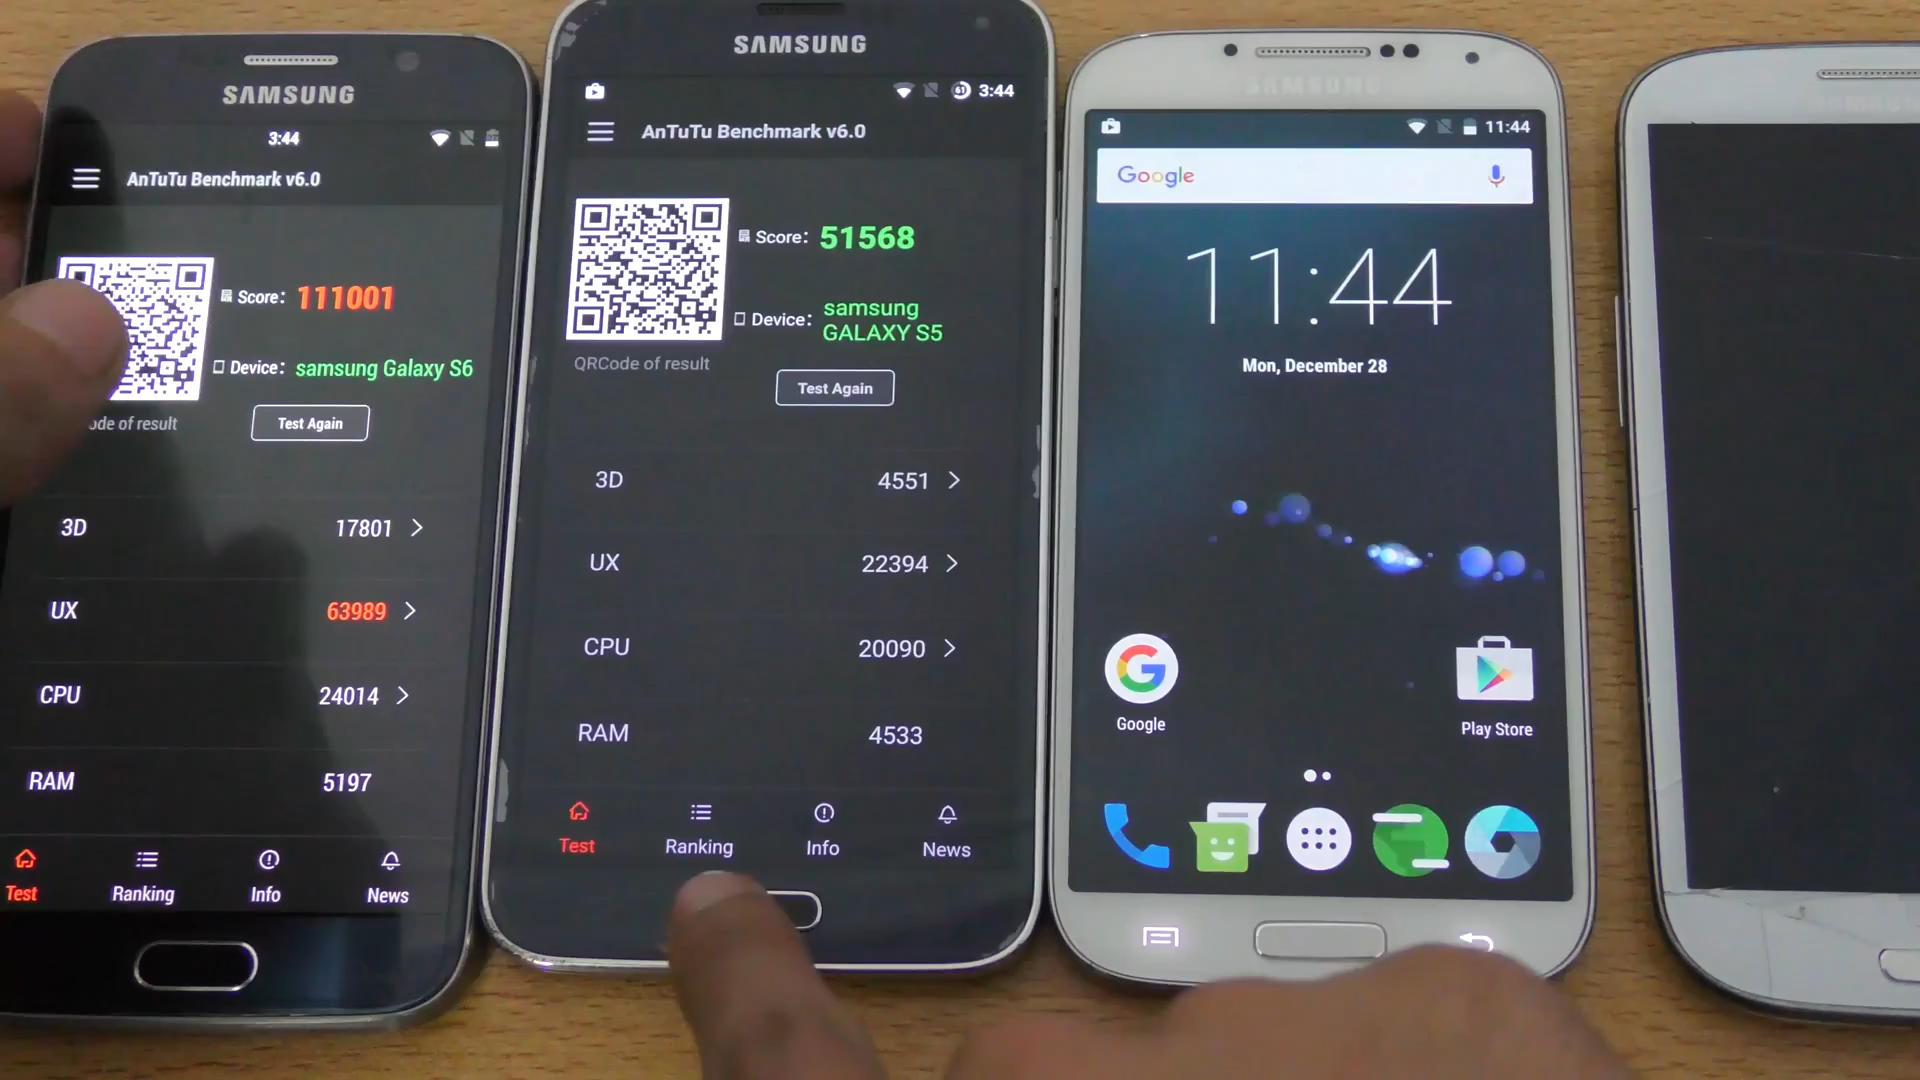 SAMSUNG
3:44
AnTuTu Benchmark v6.0
Score: 111001
Device: samsung Galaxy S6
ode of result
Test Again
3D 17801
UX 63989
CPU 24014
RAM 5197
Test Ranking Info News
SAMSUNG
61 3:44
AnTuTu Benchmark v6.0
Score: 51568
Device: samsung
GALAXY S5
QRCode of result
Test Again
3D 4551
UX 22394
CPU 20090
RAM 4533
Test Ranking Info News
SAMSUNG
11:44
Google
11:44
Mon, December 28
Google Play Store